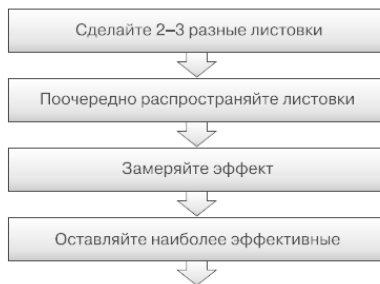 Сделайте 2–3 разные листовки
Поочередно распространяйте листовки
Замеряйте эффект
Оставляйте наиболее эффективные